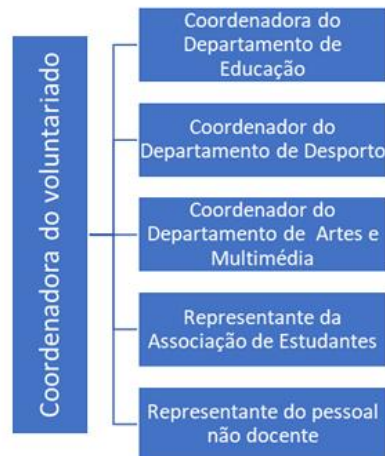 Coordenadora do voluntariado
Coordenadora do
Departamento de
Educação
Coordenador do
Departamento de Desporto
Coordenador do
Departamento de Artes e
Multimédia
Representante da
Associação de Estudantes
Representante do pessoal
não docente